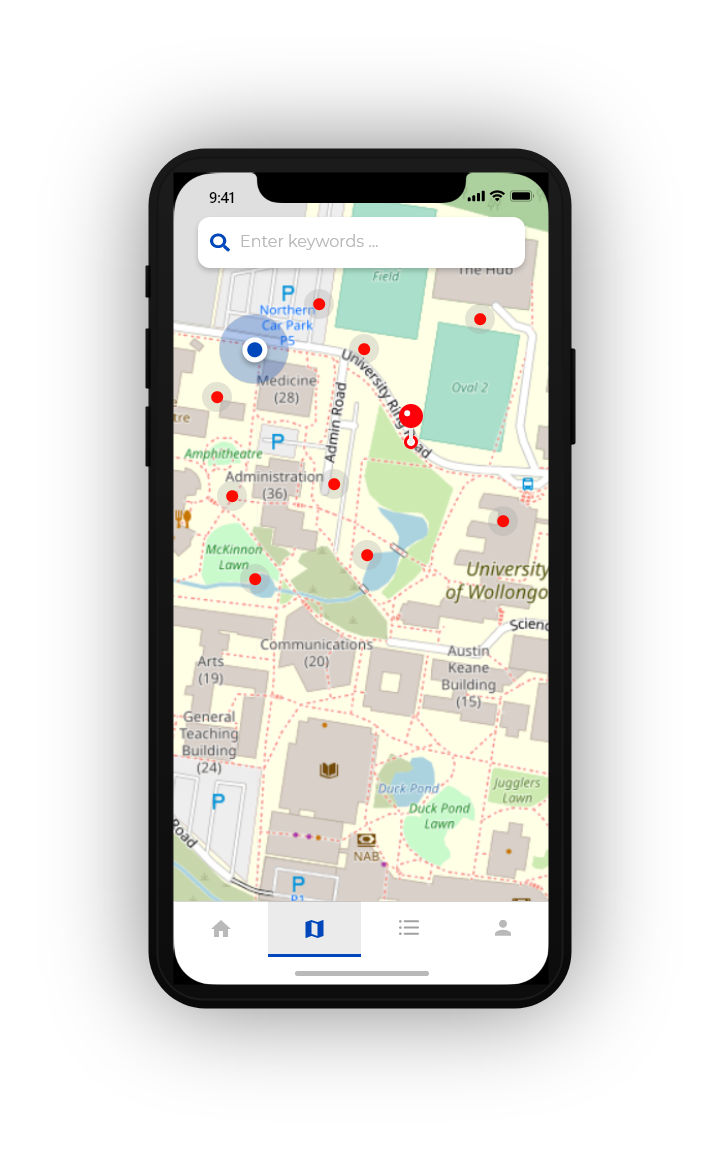 9:41
Enter keywords ...
Field
The Hub
P
Northern
Car Park
P5
University Ring Road
Medicine
(28)
Oval 2
Admin Road
tre
P
Amphitheatre
Administration
(36)
McKinnon
Lawn
University
of Wollongo
Scienc
Communications
(20)
Austin
Keane
Building
(15)
Arts
(19)
General
Teaching
Building
(24)
P
Duck Pond
Jugglers
Lawn
Duck Pond
Lawn
Road
NAB
P
P1